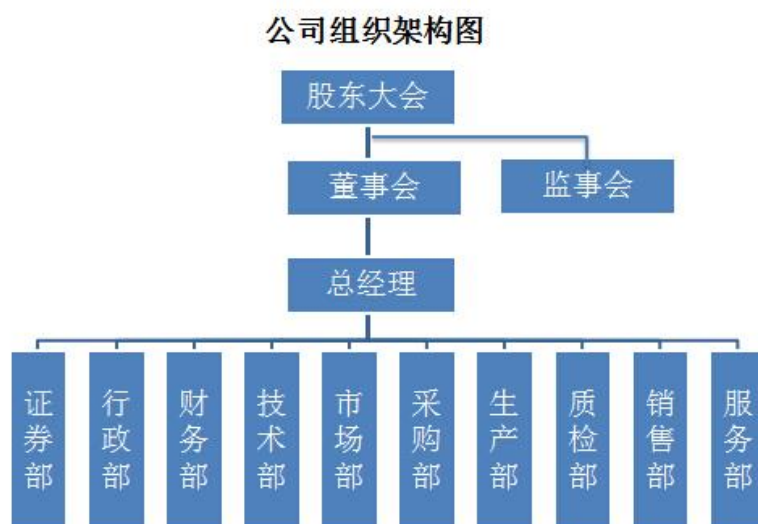 公司组织架构图
股东大会
董事会
监事会
总经理
证券部
行政部
财务部
技术部
市场部
采购部
生产部
质检部
销售部
服务部